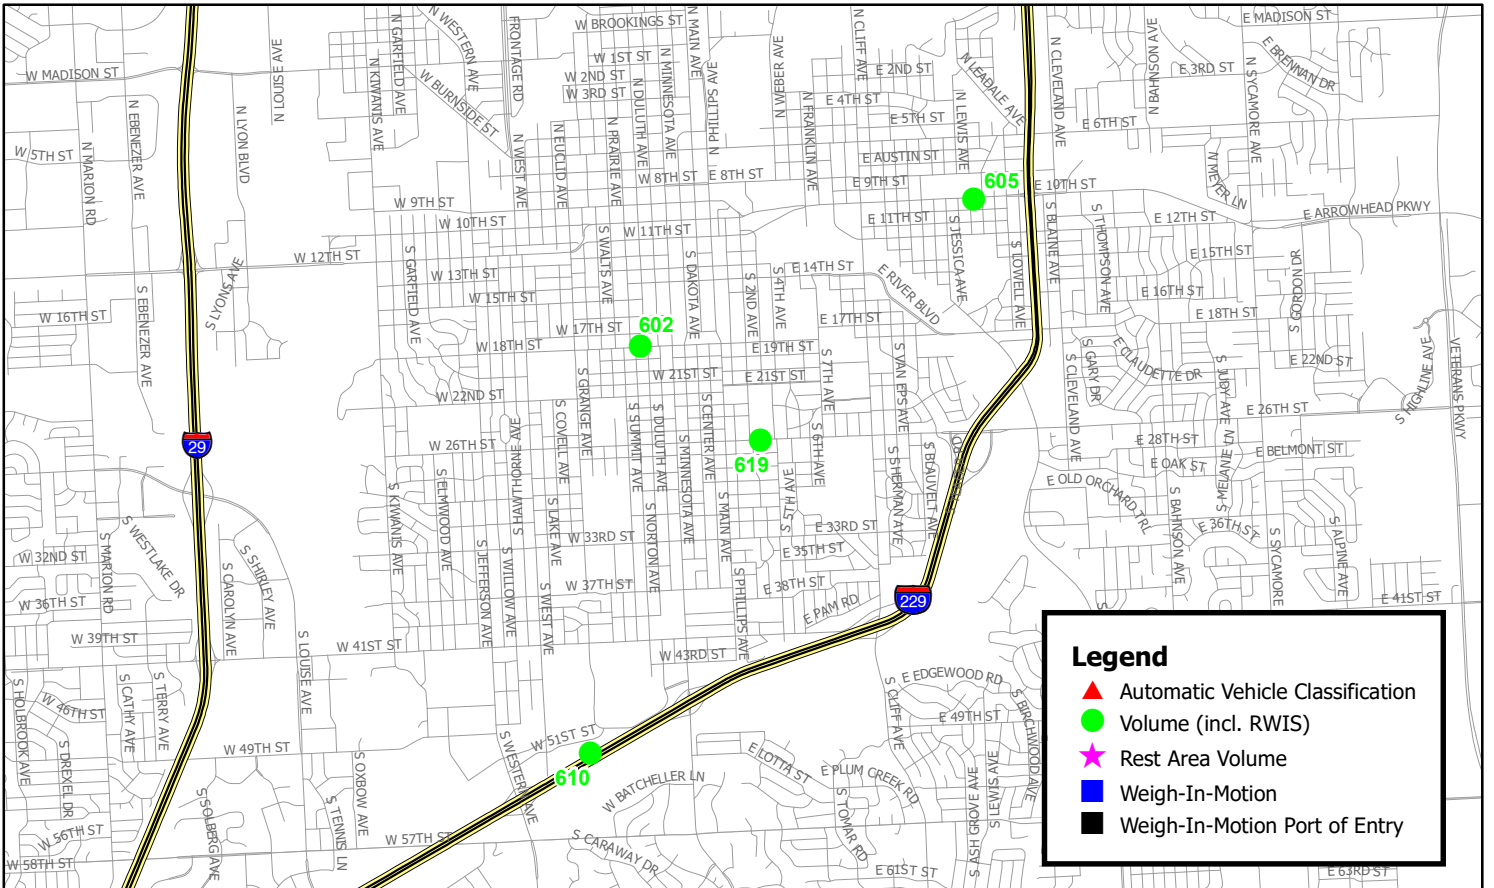 W BROOKINGS ST
E MADISON ST
N WESTERN AVE
FRONTAGE RD
N GARFIELD AVE
N MAIN AVE
N CLIFF AVE
LOUISE AVE
N
W MADISON ST
W 1ST ST
W 2ND ST
W 3RD ST
N MINNESOTA AVE
N PHILLIPS AVE
N WEBER AVE
E 2ND ST
N LEADALE AVE
N CLEVELAND AVE
N BAHNSON AVE
E 3RD ST
E BRENNAN DR
N KIWANIS AVE
W BURNSIDE ST
N EBENEZER AVE
N LYON BLVD
N DULUTH AVE
E 4TH ST
E 5TH ST
E 6TH ST
N SYCAMORE AVE
W 5TH ST
N MARION RD
N WEST AVE
N EUCLID AVE
N PRAIRIE AVE
N FRANKLIN AVE
N LEWIS AVE
E AUSTIN ST
N MEYER LN
W 8TH ST
E 8TH ST
E 9TH ST
605
E 10TH ST
W 9TH ST
W 10TH ST
W 11TH ST
E 11TH ST
E 12TH ST
E ARROWHEAD PKWY
W 12TH ST
S WALTS AVE
S DAKOTA AVE
S JESSICA AVE
S BLAINE AVE
S THOMPSON AVE
E 15TH ST
S LYONS AVE
S GARFIELD AVE
W 13TH ST
E 14TH ST
E RIVER BLVD
S LOWELL AVE
S GORDON DR
S EBENEZER AVE
W 15TH ST
S 2ND AVE
S 4TH AVE
E 16TH ST
W 16TH ST
W 17TH ST
602
E 17TH ST
E 18TH ST
W 18TH ST
E 19TH ST
S 7TH AVE
S VAN EPS AVE
S CLEVELAND AVE
S GARY DR
E CLAUDETTE DR
S JUDY AVE
E 22ND ST
S HIGHLINE AVE
VETERANS PKWY
W 21ST ST
E 21ST ST
W 22ND ST
S GRANGE AVE
S COVELL AVE
S SUMMIT AVE
S DULUTH AVE
S CENTER AVE
E 26TH ST
29
W 26TH ST
S HAWTHORNE AVE
S MINNESOTA AVE
619
S 6TH AVE
S SHERMAN AVE
S BLAUVELT AVE
E 28TH ST
S MELANIE LN
E BELMONT ST
E OAK ST
E OLD ORCHARD TRL
S KIWANIS AVE
S ELMWOOD AVE
S LAKE AVE
S NORTON AVE
S MAIN AVE
S 5TH AVE
S BAHNSON AVE
E 36TH ST
S SYCAMORE
S ALPINE AVE
S WESTLAKE DR
W 33RD ST
E 33RD ST
E 35TH ST
W 32ND ST
S MARION RD
S CAROLYN AVE
S SHIRLEY AVE
S JEFFERSON AVE
S WILLOW AVE
S WEST AVE
W 37TH ST
S PHILLIPS AVE
E 38TH ST
E PAM RD
229
E 41ST ST
S
W 36TH ST
W 39TH ST
S LOUISE AVE
W 41ST ST
W 43RD ST
S HOLBROOK AVE
S CATHY AVE
S TERRY AVE
W 46TH ST
S CLIFF AVE
E EDGEWOOD RD
S BIRCHWOOD AVE
E 49TH ST
S DREXEL DR
W 49TH ST
S OXBOW AVE
S WESTERN AVE
W 51ST ST
610
W BATCHELLER LN
E LOTTA ST
E PLUM CREEK RD
S TOMAR RD
S ASH GROVE AVE
S LEWIS AVE
W 56TH ST
W 58TH ST
S SOLBERG AVE
S TENNIS LN
W 57TH ST
S CARAWAY DR
E 61ST ST
E 63RD ST
Legend
Automatic Vehicle Classification
Volume (incl. RWIS)
Rest Area Volume
Weigh-In-Motion
Weigh-In-Motion Port of Entry